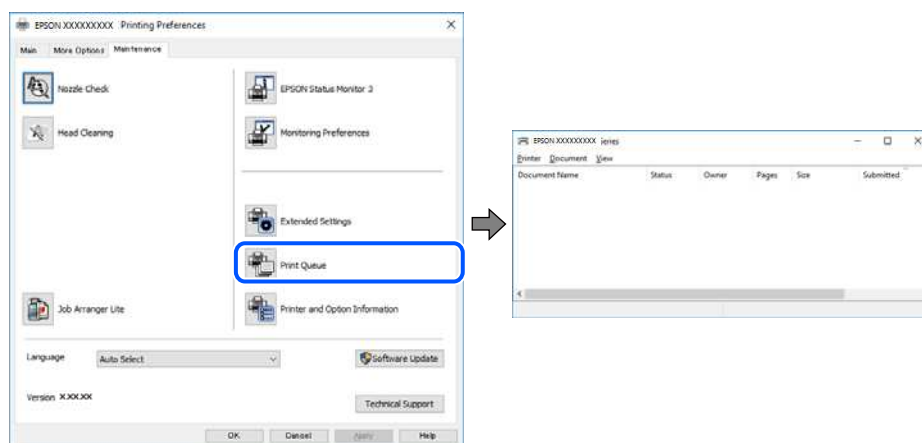 EPSON XXXXXXXXX Printing Preferences
Main More Options Maintenance
Nozzle Check
EPSON Status Monitor 3
Head Cleaning
Monitoring Preferences
Extended Settings
Print Queue
Job Arranger Lite
Printer and Option Information
Language Auto Select Software Update
Version X.XX.XX
Technical Support
OK Cancel Apply Help
EPSON XXXXXXXXX series
Printer Document View
Document Name Status Owner Pages Size Submitted